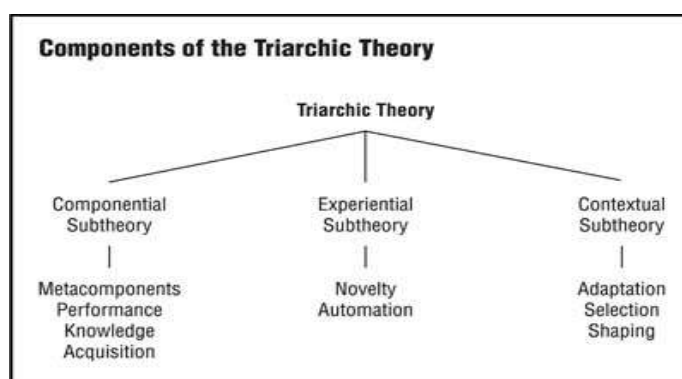 Components of the Triarchic Theory
Triarchic Theory
Componential
Subtheory
Experiential
Subtheory
Contextual
Subtheory
Metacomponents
Performance
Knowledge
Acquisition
Novelty
Automation
Adaptation
Selection
Shaping